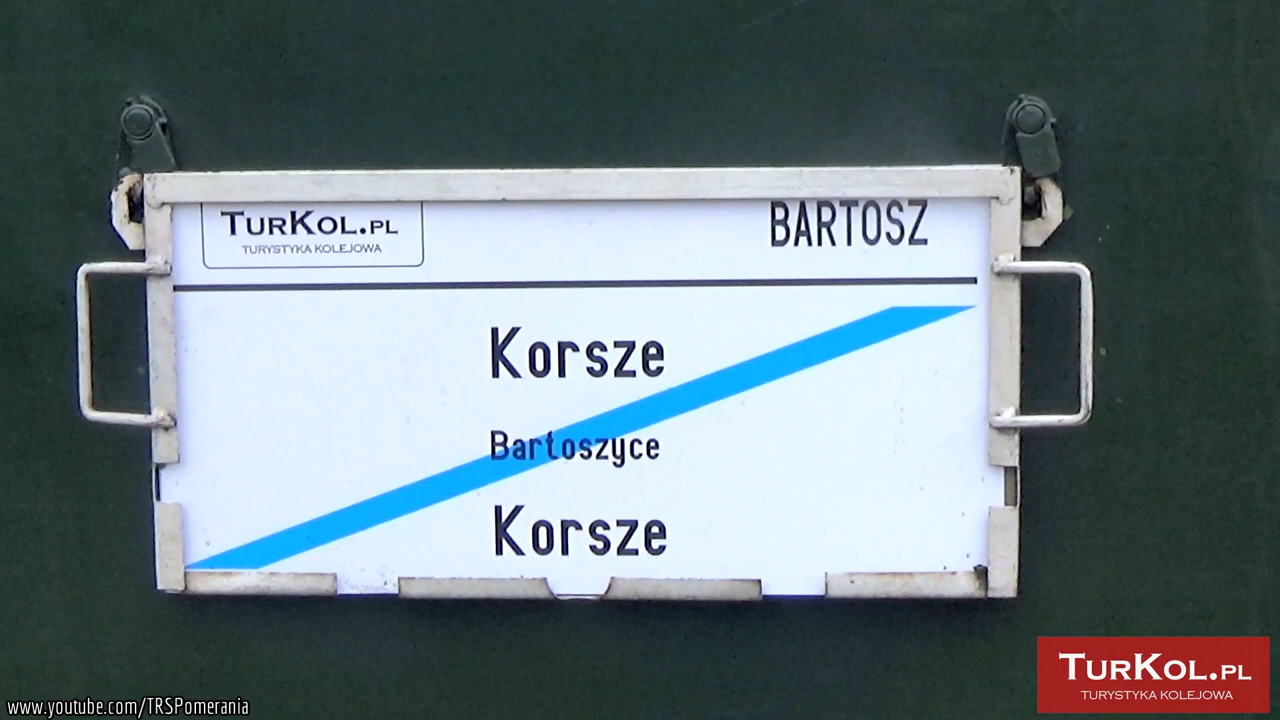 TURKOL.PL
TURYSTYKA KOLEJOWA
BARTOSZ
Korsze
Bartoszyce
Korsze
TURKOL.PL
TURYSTYKA KOLEJOWA
www.youtube.com/TRSPomerania